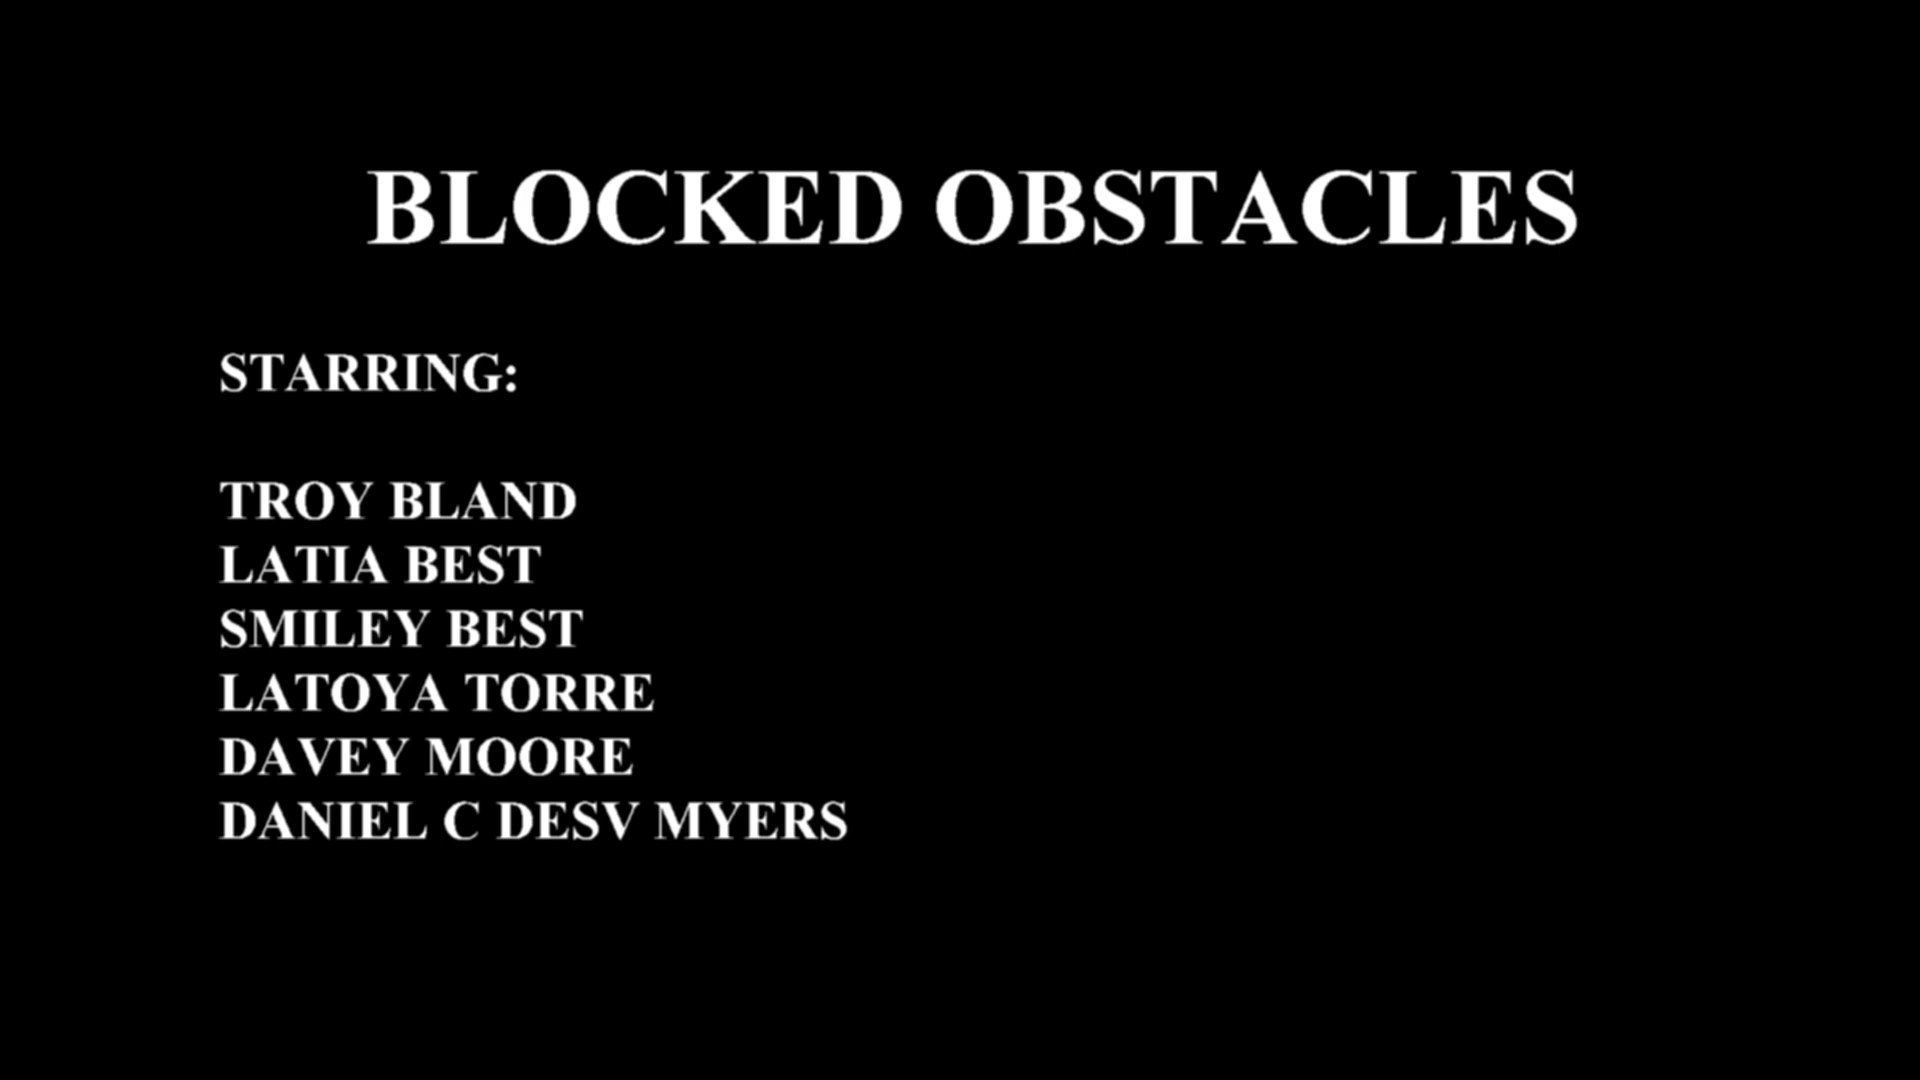 BLOCKED OBSTACLES
STARRING:
TROY BLAND
LATIA BEST
SMILEY BEST
LATOYA TORRE
DAVEY MOORE
DANIEL C DESV MYERS